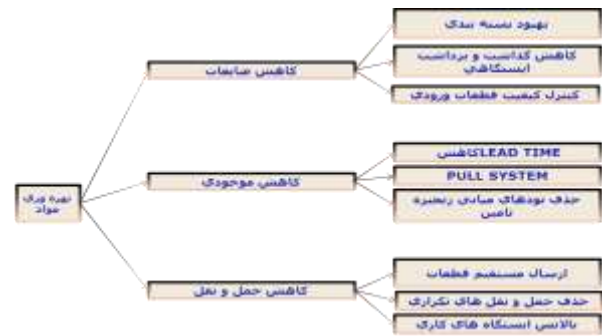 بهره وری
مواد
کاهش ضایعات
بهبود بسته بندی
کاهش گذاشت و برداشت
ایستگاهی
کنترل کیفیت قطعات ورودی
کاهش موجودی
کاهشLEAD TIME
PULL SYSTEM
حذف نودهای میانی زنجیره
تامین
کاهش حمل و نقل
ارسال مستقیم قطعات
حذف حمل و نقل های تکراری
بالانس ایستگاه های کاری